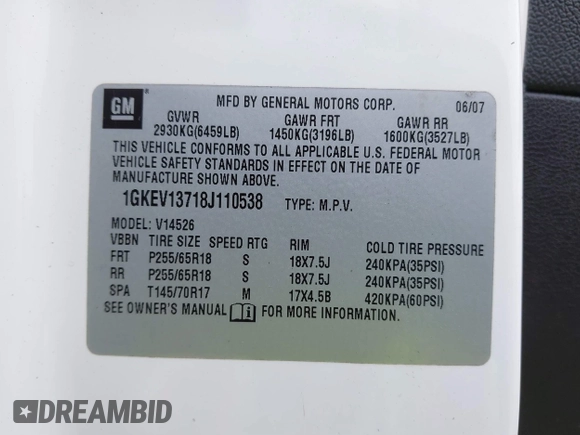 GM
MFD BY GENERAL MOTORS CORP. 06/07
GVWR GAWR FRT GAWR RR
2930KG(6459LB) 1450KG(3196LB) 1600KG(3527LB)
THIS VEHICLE CONFORMS TO ALL APPLICABLE U.S. FEDERAL MOTOR
VEHICLE SAFETY STANDARDS IN EFFECT ON THE DATE OF
MANUFACTURE SHOWN ABOVE.
1GKEV13718J110538 TYPE: M.P.V.
MODEL: V14526
VBBN TIRE SIZE SPEED RTG RIM COLD TIRE PRESSURE
FRT P255/65R18 S 18X7.5J 240KPA(35PSI)
RR P255/65R18 S 18X7.5J 240KPA(35PSI)
SPA T145/70R17 M 17X4.5B 420KPA(60PSI)
SEE OWNER'S MANUAL FOR MORE INFORMATION.
DREAMBID